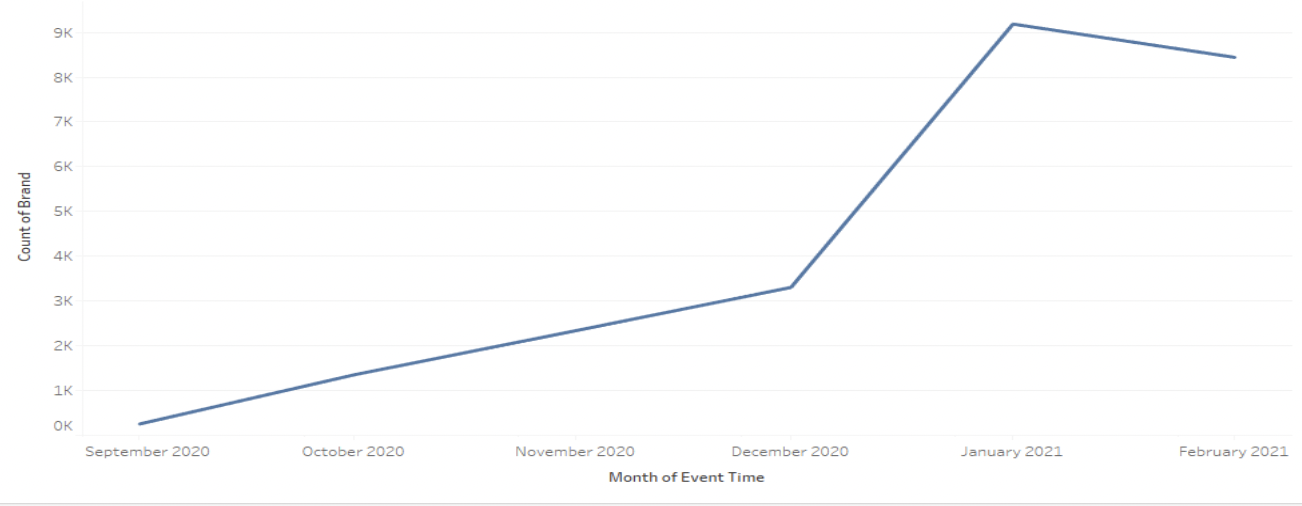 9K
8K
7K
6K
5K
4K
3K
2K
1K
0K
Count of Brand
September 2020 October 2020 November 2020 December 2020 January 2021 February 2021
Month of Event Time